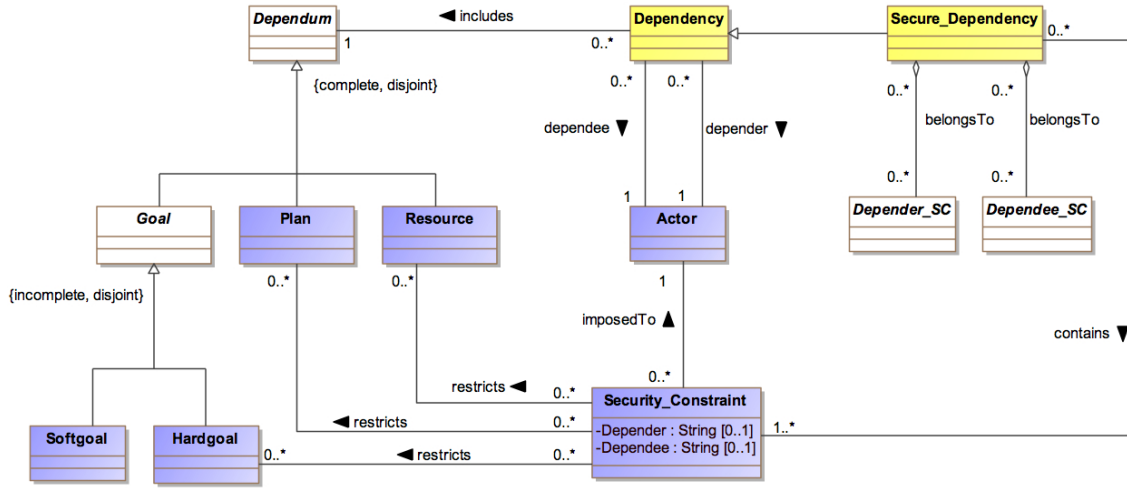 Dependum
◄ includes
Dependency
Secure_Dependency
1
0..*
0..*
{complete, disjoint}
0..*
0..*
0..*
0..*
dependee ▼
depender ▼
belongsTo
belongsTo
0..*
0..*
1
1
Goal
Plan
Resource
Actor
Depender_SC
Dependee_SC
0..*
0..*
1
{incomplete, disjoint}
imposedTo ▲
contains ▼
restricts ◄
0..*
0..*
Security_Constraint
◄ restricts
0..*
-Depender : String [0..1]
1..*
Softgoal
Hardgoal
-Dependee : String [0..1]
0..*
◄ restricts
0..*